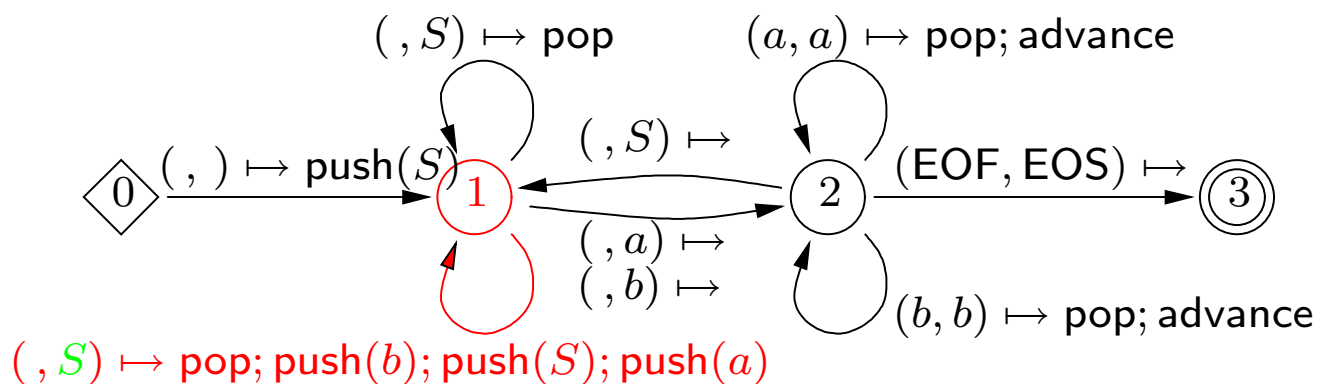 ( , S) ↦ pop
(a, a) ↦ pop; advance
( , S) ↦
( , ) ↦ push(S)
(EOF, EOS) ↦
0
1
2
3
( , a) ↦
( , b) ↦
(b, b) ↦ pop; advance
( , S) ↦ pop; push(b); push(S); push(a)